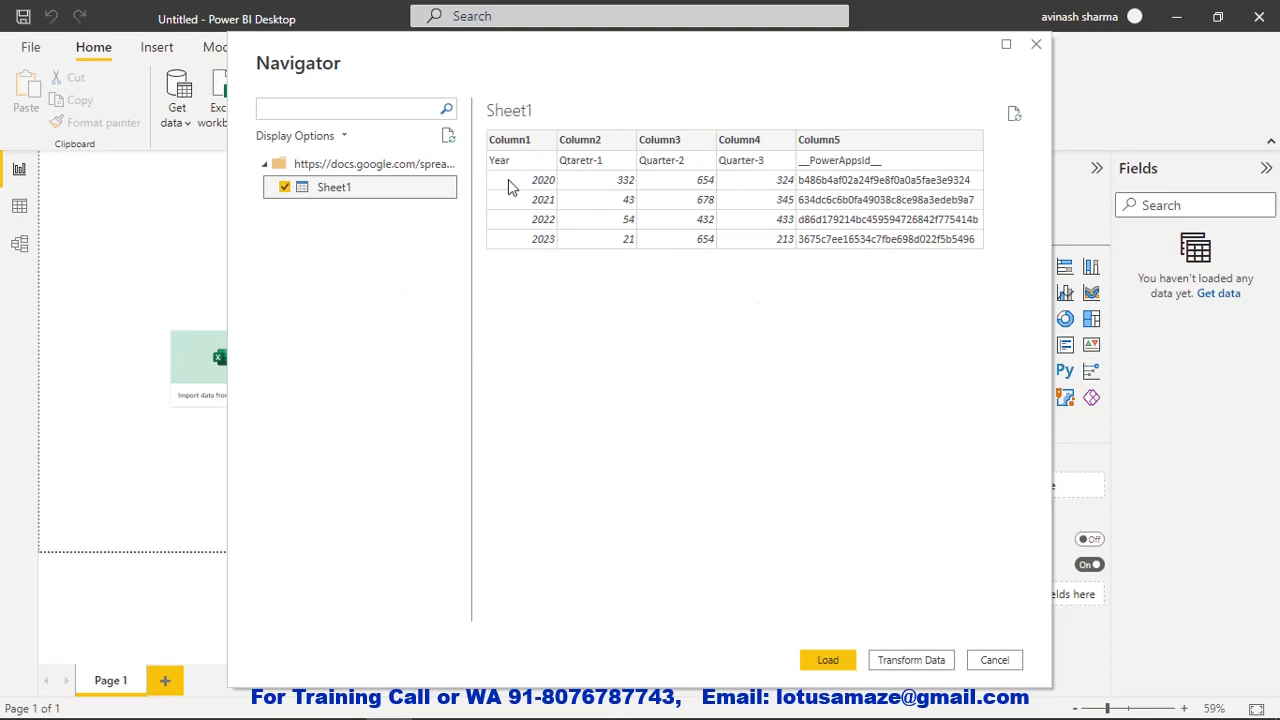 Untitled - Power BI Desktop
Search
avinash sharma
File
Home
Insert
Navigator
Paste
Cut
Copy
Format painter
Clipboard
Get data
Display Options
https://docs.google.com/sprea...
Sheet1
Sheet1
Column1 Column2 Column3 Column4 Column5
Year Qtaretr-1 Quarter-2 Quarter-3 __PowerAppsId__
2020 332 654 324 b486b4af02a24f9e8f0a0a5fae3e9324
2021 43 678 345 634dc6c6b0fa49038c8ce98a3edeb9a7
2022 54 432 433 d86d179214bc459594726842f775414b
2023 21 654 213 3675c7ee16534c7fbe698d022f5b5496
Fields
Search
You haven't loaded any
data yet. Get data
Py
Import data
Off
On
here
Load
Transform Data
Cancel
Page 1
For Training Call or WA 91-8076787743, Email: lotusamaze@gmail.com
Page 1 of 1
59%